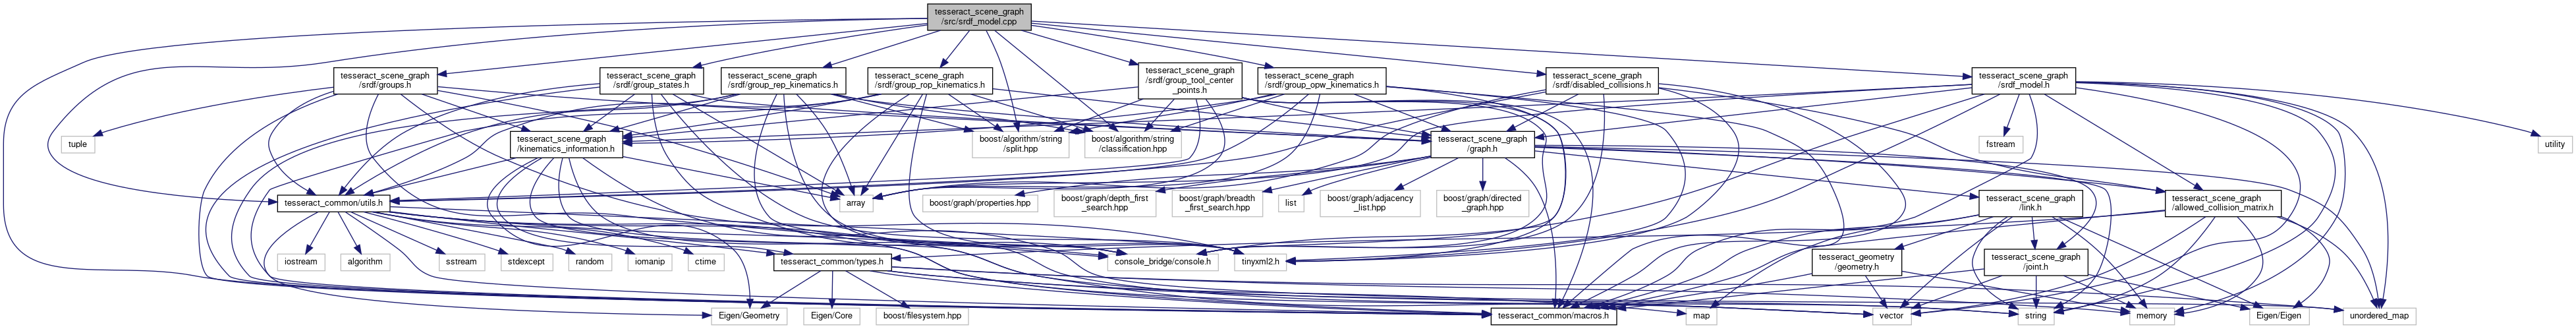 tesseract_scene_graph
/src/srdf_model.cpp
tesseract_scene_graph
/srdf/groups.h
tesseract_scene_graph
/srdf/group_states.h
tesseract_scene_graph
/srdf/group_rep_kinematics.h
tesseract_scene_graph
/srdf/group_rop_kinematics.h
tesseract_scene_graph
/srdf/group_tool_center
_points.h
tesseract_scene_graph
/srdf/group_opw_kinematics.h
tesseract_scene_graph
/srdf/disabled_collisions.h
tesseract_scene_graph
/srdf_model.h
tuple
tesseract_scene_graph
/kinematics_information.h
boost/algorithm/string
/split.hpp
boost/algorithm/string
/classification.hpp
tesseract_scene_graph
/graph.h
fstream
utility
tesseract_common/utils.h
array
boost/graph/properties.hpp
boost/graph/depth_first
_search.hpp
boost/graph/breadth
_first_search.hpp
list
boost/graph/adjacency
_list.hpp
boost/graph/directed
_graph.hpp
tesseract_scene_graph
/link.h
tesseract_scene_graph
/allowed_collision_matrix.h
iostream
algorithm
sstream
stdexcept
random
iomanip
ctime
tesseract_common/types.h
console_bridge/console.h
tinyxml2.h
tesseract_geometry
/geometry.h
tesseract_scene_graph
/joint.h
Eigen/Geometry
Eigen/Core
boost/filesystem.hpp
tesseract_common/macros.h
map
vector
string
memory
Eigen/Eigen
unordered_map